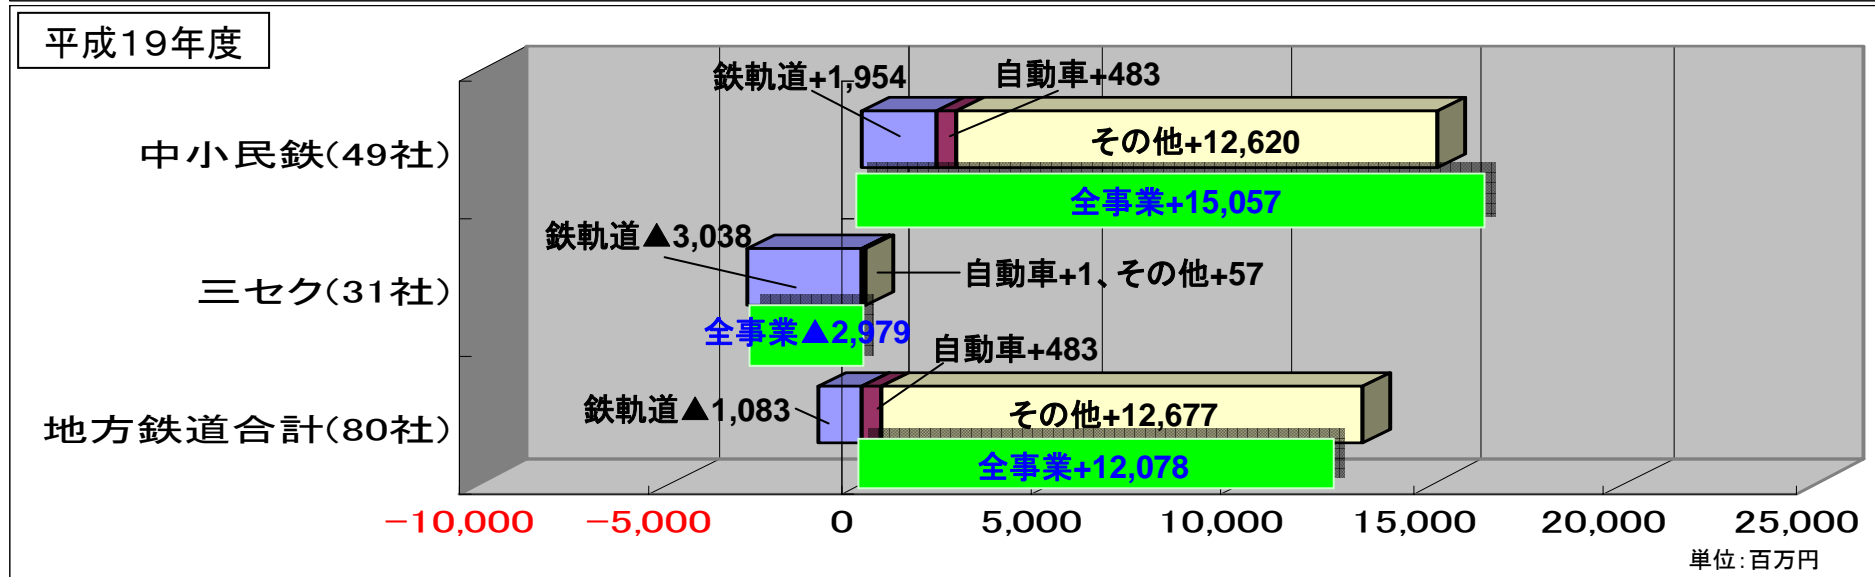 平成19年度
鉄軌道+1,954
自動車+483
中小民鉄(49社)
その他+12,620
全事業+15,057
鉄軌道▲3,038
三セク(31社)
自動車+1、その他+57
全事業▲2,979
自動車+483
地方鉄道合計(80社)
鉄軌道▲1,083
その他+12,677
全事業+12,078
-10,000 -5,000 0 5,000 10,000 15,000 20,000 25,000
単位:百万円